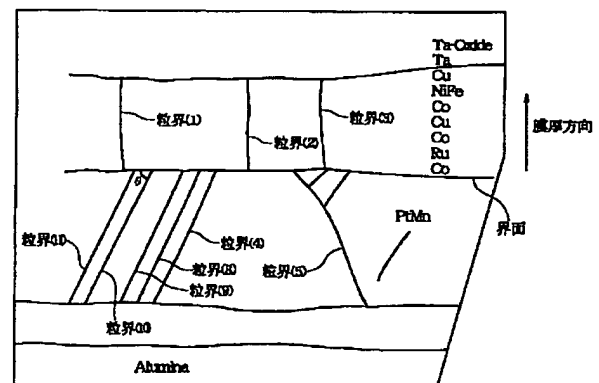 Ta-Oxide
Ta
Cu
NiFe
Co
Cu
Co
Ru
Co
膜厚方向
粒界(1)
粒界(2)
粒界(3)
界面
θ
PtMn
粒界(11)
粒界(4)
粒界(8)
粒界(5)
粒界(9)
粒界(10)
Alumina